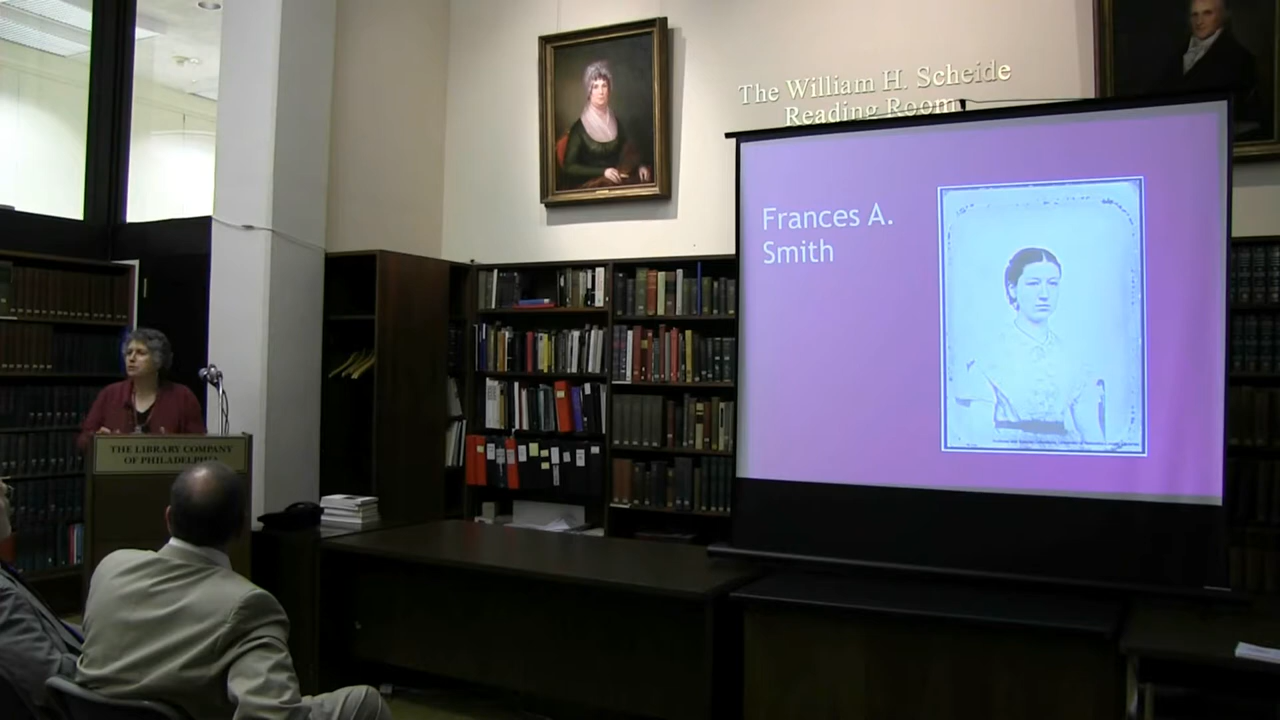 The William H. Scheide
Reading Room
Frances A.
Smith
THE LIBRARY COMPANY
OF PHILADELPHIA